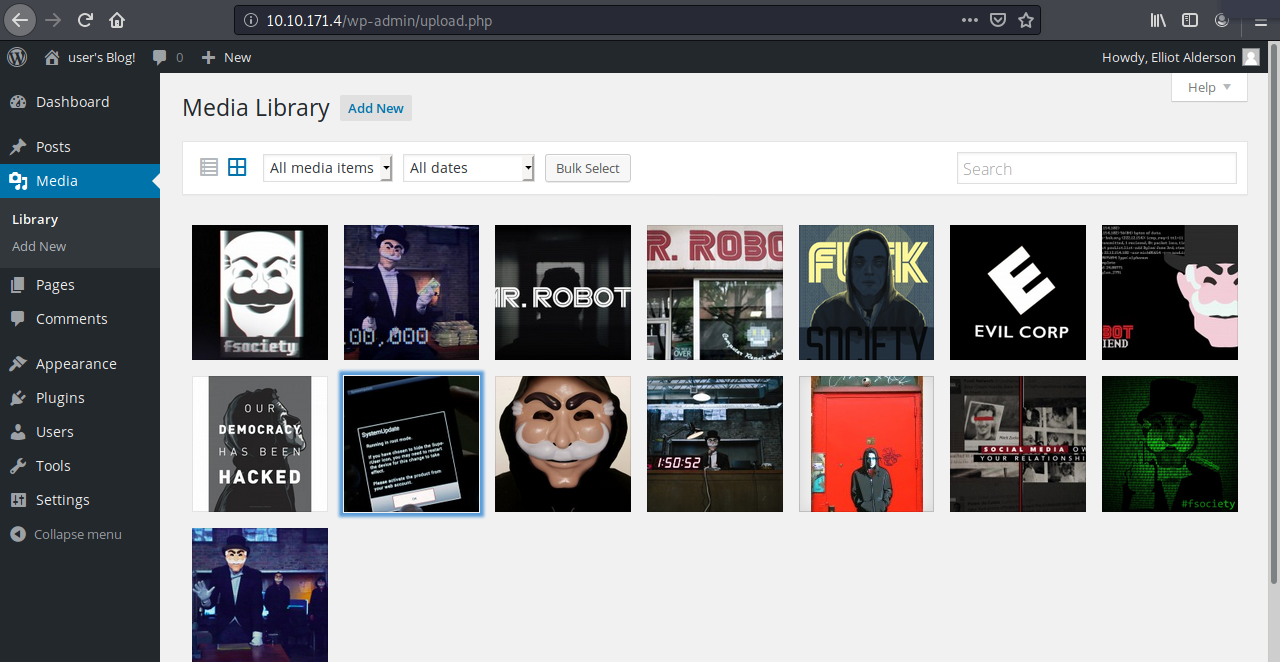 10.10.171.4/wp-admin/upload.php
user's Blog!
0
New
Howdy, Elliot Alderson
Dashboard
Posts
Media
Library
Add New
Pages
Comments
Appearance
Plugins
Users
Tools
Settings
Collapse menu
Media Library
Add New
Help
All media items
All dates
Bulk Select
Search
fsociety
00,000
MR. ROBOT
R. ROBO
OVER
SOCIETY
EVIL CORP
BOT
IEND
OUR
DEMOCRACY
HAS BEEN
HACKED
SystemUpdate
Running in root mode.
If you have chosen to hide the Supe-
rUser icon, you may need to restart
the device for this change to take
effect.
Please activate the product from
your web account.
OK
1:50:52
SOCIAL MEDIA OW
YOUR RELATIONSHI
#fsociety